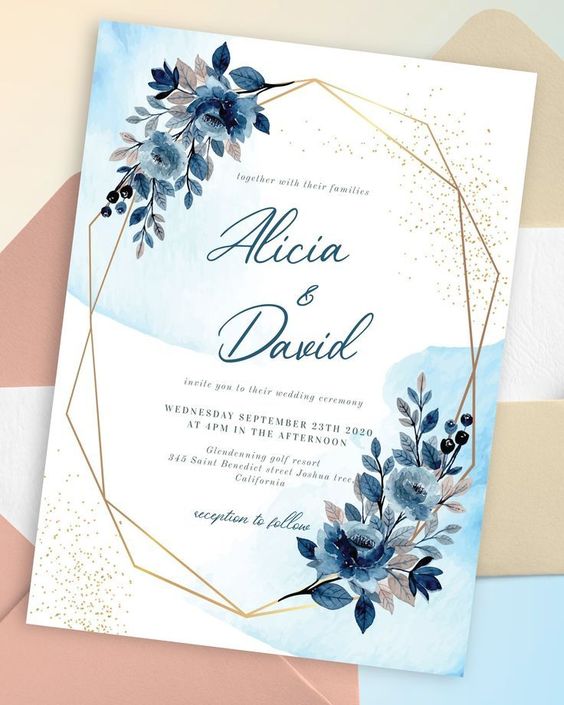 together with their families
Alicia
&
David
invite you to their wedding ceremony
WEDNESDAY SEPTEMBER 23TH 2020
AT 4PM IN THE AFTERNOON
Glendenning golf resort
345 Saint Benedict street Joshua tree,
California
reception to follow